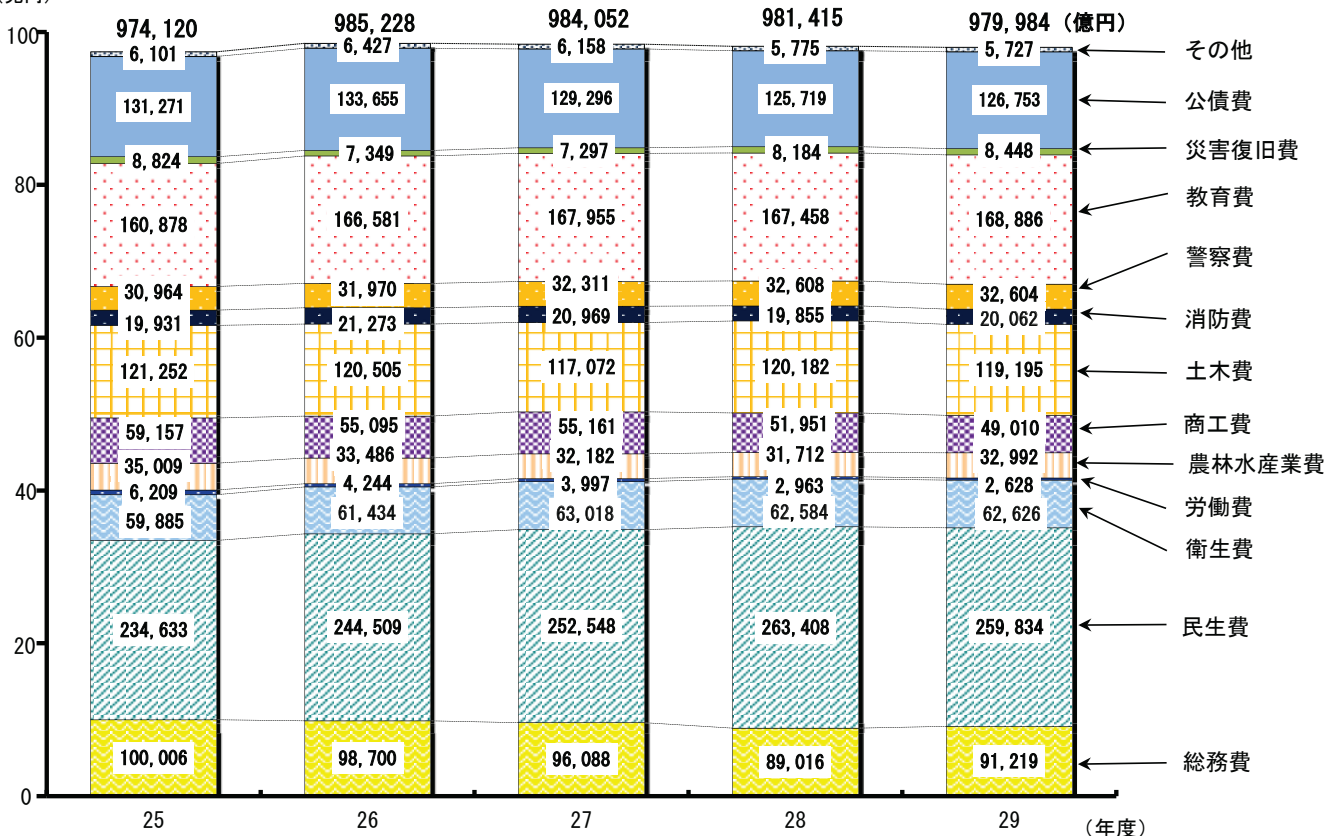 974,120 985,228 984,052 981,415 979,984 (億円)
100
6,101 6,427 6,158 5,775 5,727 その他
131,271 133,655 129,296 125,719 126,753 公債費
8,824 7,349 7,297 8,184 8,448 災害復旧費
80
160,878 166,581 167,955 167,458 168,886 教育費
30,964 31,970 32,311 32,608 32,604 警察費
19,931 21,273 20,969 19,855 20,062 消防費
60
121,252 120,505 117,072 120,182 119,195 土木費
59,157 55,095 55,161 51,951 49,010 商工費
35,009 33,486 32,182 31,712 32,992 農林水産業費
40
6,209 4,244 3,997 2,963 2,628 労働費
59,885 61,434 63,018 62,584 62,626 衛生費
234,633 244,509 252,548 263,408 259,834 民生費
20
100,006 98,700 96,088 89,016 91,219 総務費
0
25 26 27 28 29 (年度)